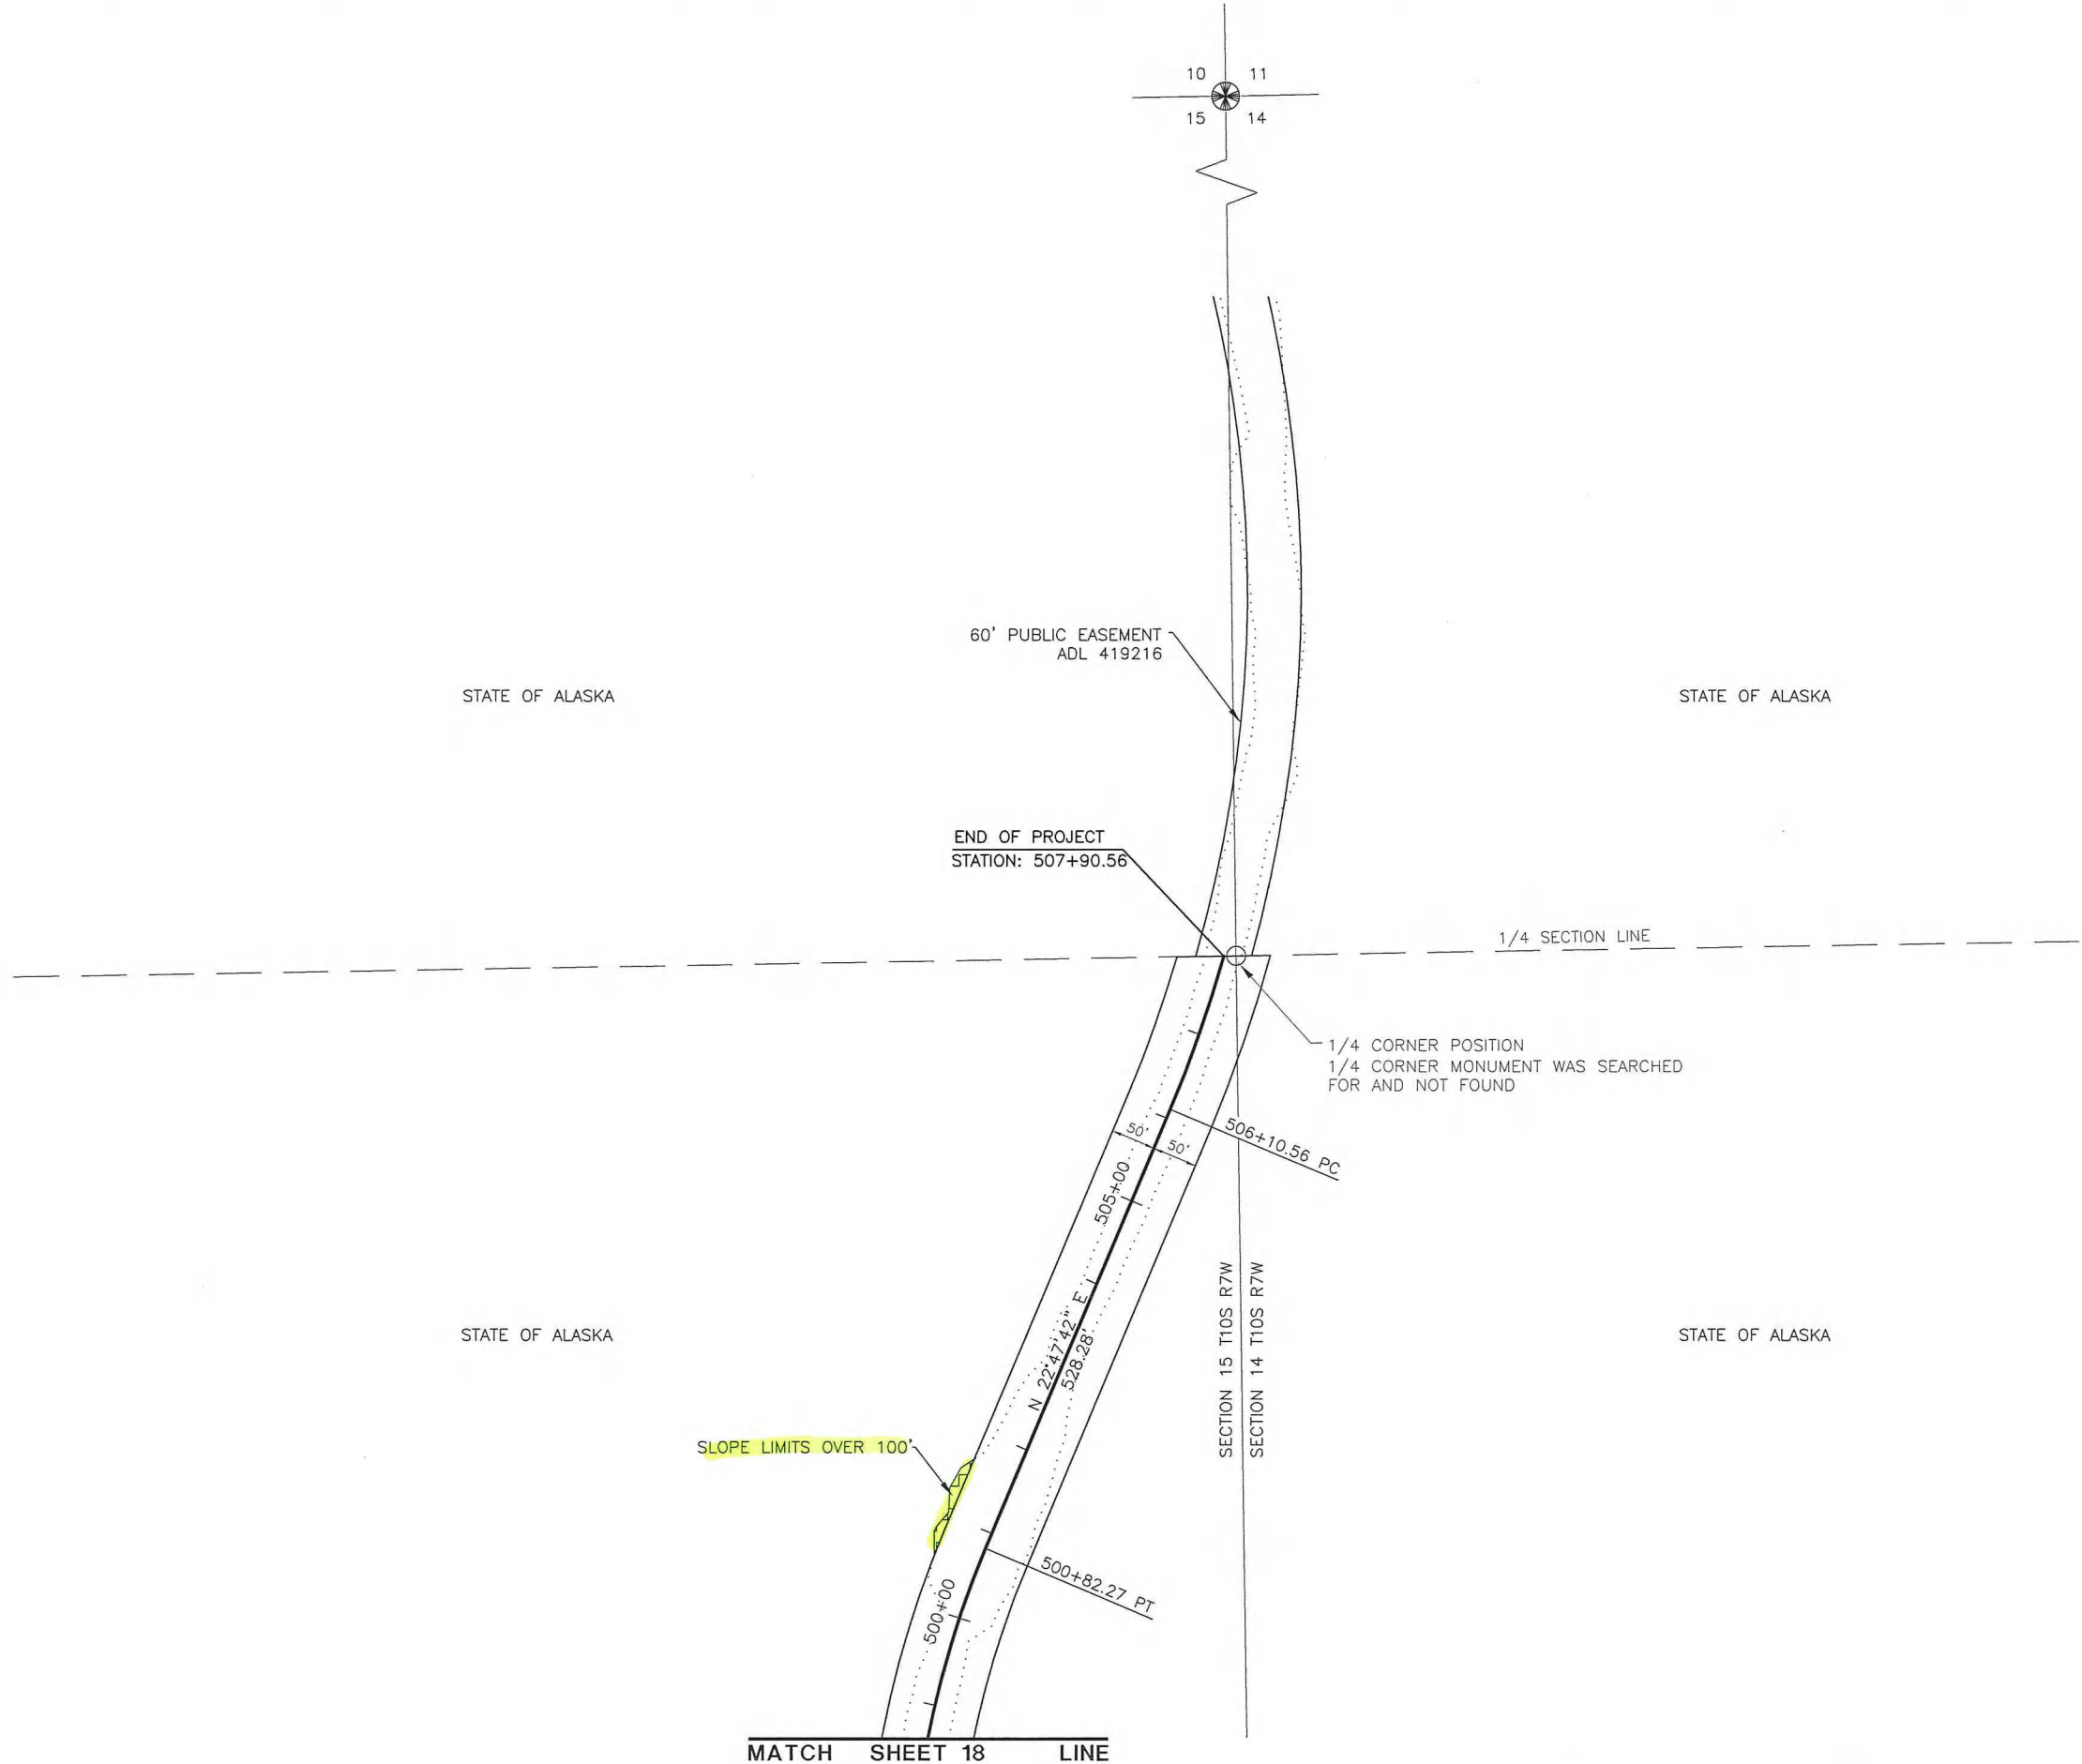 10 11
15 14
60' PUBLIC EASEMENT
ADL 419216
STATE OF ALASKA
STATE OF ALASKA
END OF PROJECT
STATION: 507+90.56
1/4 SECTION LINE
1/4 CORNER POSITION
1/4 CORNER MONUMENT WAS SEARCHED
FOR AND NOT FOUND
50'
50'
506+10.56 PC
505+00
N 22°47'42" E
528.28'
SECTION 15 T10S R7W
SECTION 14 T10S R7W
STATE OF ALASKA
STATE OF ALASKA
SLOPE LIMITS OVER 100'
500+82.27 PT
500+00
MATCH SHEET 18 LINE